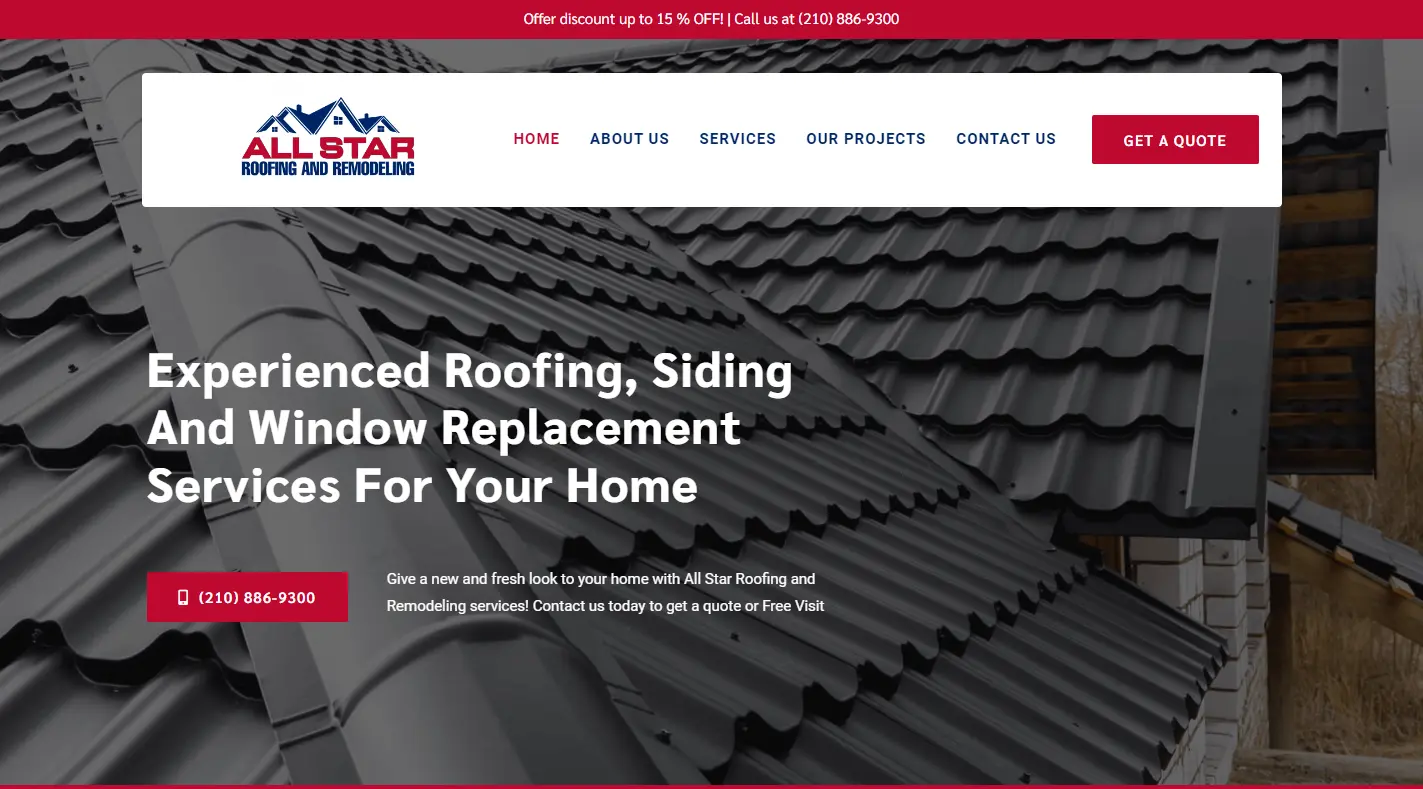 Offer discount up to 15 % OFF! | Call us at (210) 886-9300
ALL STAR
ROOFING AND REMODELING
HOME ABOUT US SERVICES OUR PROJECTS CONTACT US GET A QUOTE
Experienced Roofing, Siding
And Window Replacement
Services For Your Home
(210) 886-9300
Give a new and fresh look to your home with All Star Roofing and
Remodeling services! Contact us today to get a quote or Free Visit